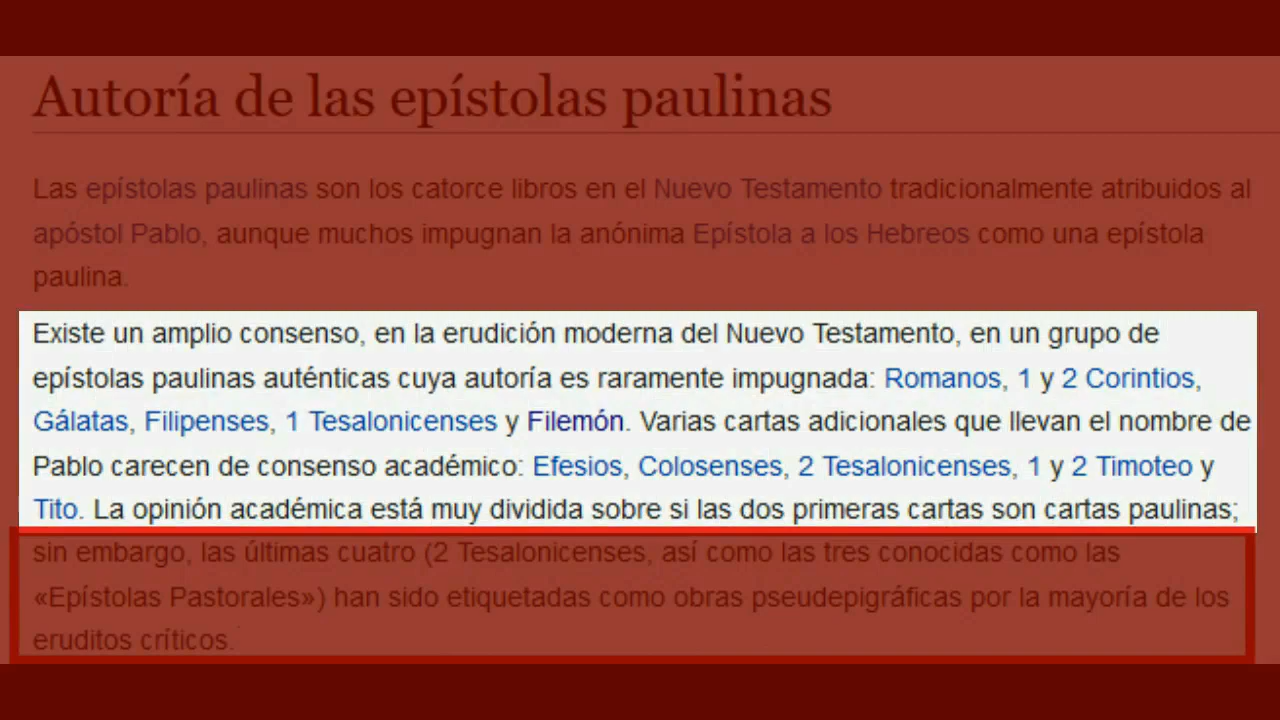 Autoría de las epístolas paulinas
Las epístolas paulinas son los catorce libros en el Nuevo Testamento tradicionalmente atribuidos al
apóstol Pablo, aunque muchos impugnan la anónima Epístola a los Hebreos como una epístola
paulina.
Existe un amplio consenso, en la erudición moderna del Nuevo Testamento, en un grupo de
epístolas paulinas auténticas cuya autoría es raramente impugnada: Romanos, 1 y 2 Corintios,
Gálatas, Filipenses, 1 Tesalonicenses y Filemón. Varias cartas adicionales que llevan el nombre de
Pablo carecen de consenso académico: Efesios, Colosenses, 2 Tesalonicenses, 1 y 2 Timoteo y
Tito. La opinión académica está muy dividida sobre si las dos primeras cartas son cartas paulinas;
sin embargo, las últimas cuatro (2 Tesalonicenses, así como las tres conocidas como las
«Epístolas Pastorales») han sido etiquetadas como obras pseudepigráficas por la mayoría de los
eruditos críticos.